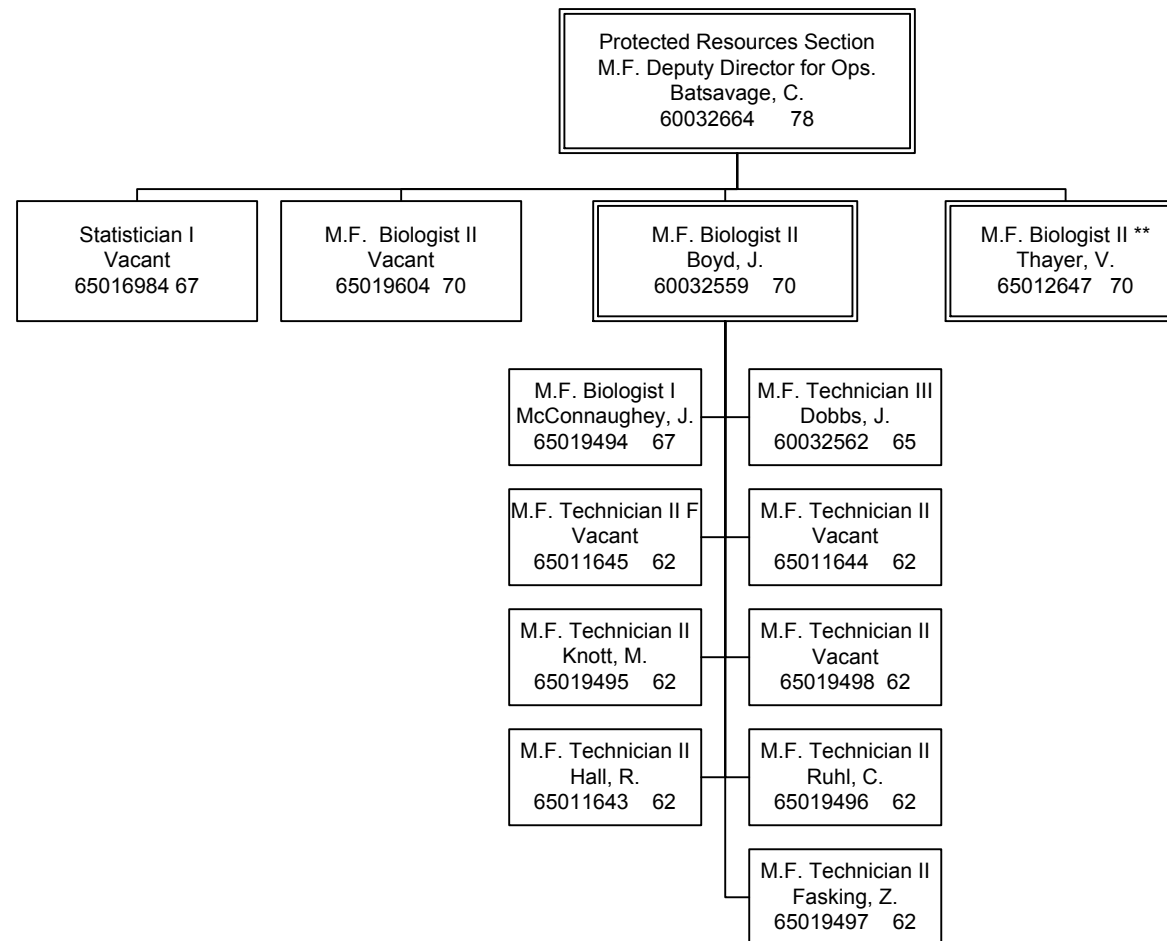 Protected Resources Section
M.F. Deputy Director for Ops.
Batsavage, C.
60032664 78
Statistician I
Vacant
65016984 67
M.F. Biologist II
Vacant
65019604 70
M.F. Biologist II
Boyd, J.
60032559 70
M.F. Biologist II **
Thayer, V.
65012647 70
M.F. Biologist I
McConnaughey, J.
65019494 67
M.F. Technician III
Dobbs, J.
60032562 65
M.F. Technician II F
Vacant
65011645 62
M.F. Technician II
Vacant
65011644 62
M.F. Technician II
Knott, M.
65019495 62
M.F. Technician II
Vacant
65019498 62
M.F. Technician II
Hall, R.
65011643 62
M.F. Technician II
Ruhl, C.
65019496 62
M.F. Technician II
Fasking, Z.
65019497 62